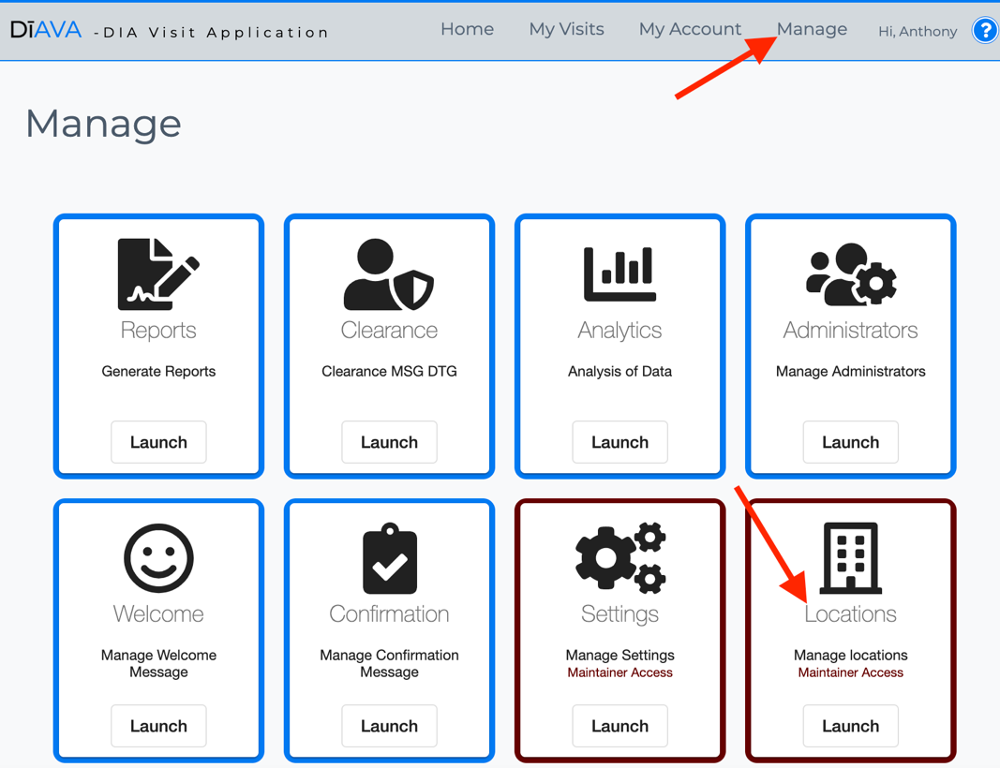 DīAVA -DIA Visit Application Home My Visits My Account Manage Hi, Anthony ?
Manage
Reports
Generate Reports
Launch
Clearance
Clearance MSG DTG
Launch
Analytics
Analysis of Data
Launch
Administrators
Manage Administrators
Launch
Welcome
Manage Welcome
Message
Launch
Confirmation
Manage Confirmation
Message
Launch
Settings
Manage Settings
Maintainer Access
Launch
Locations
Manage locations
Maintainer Access
Launch